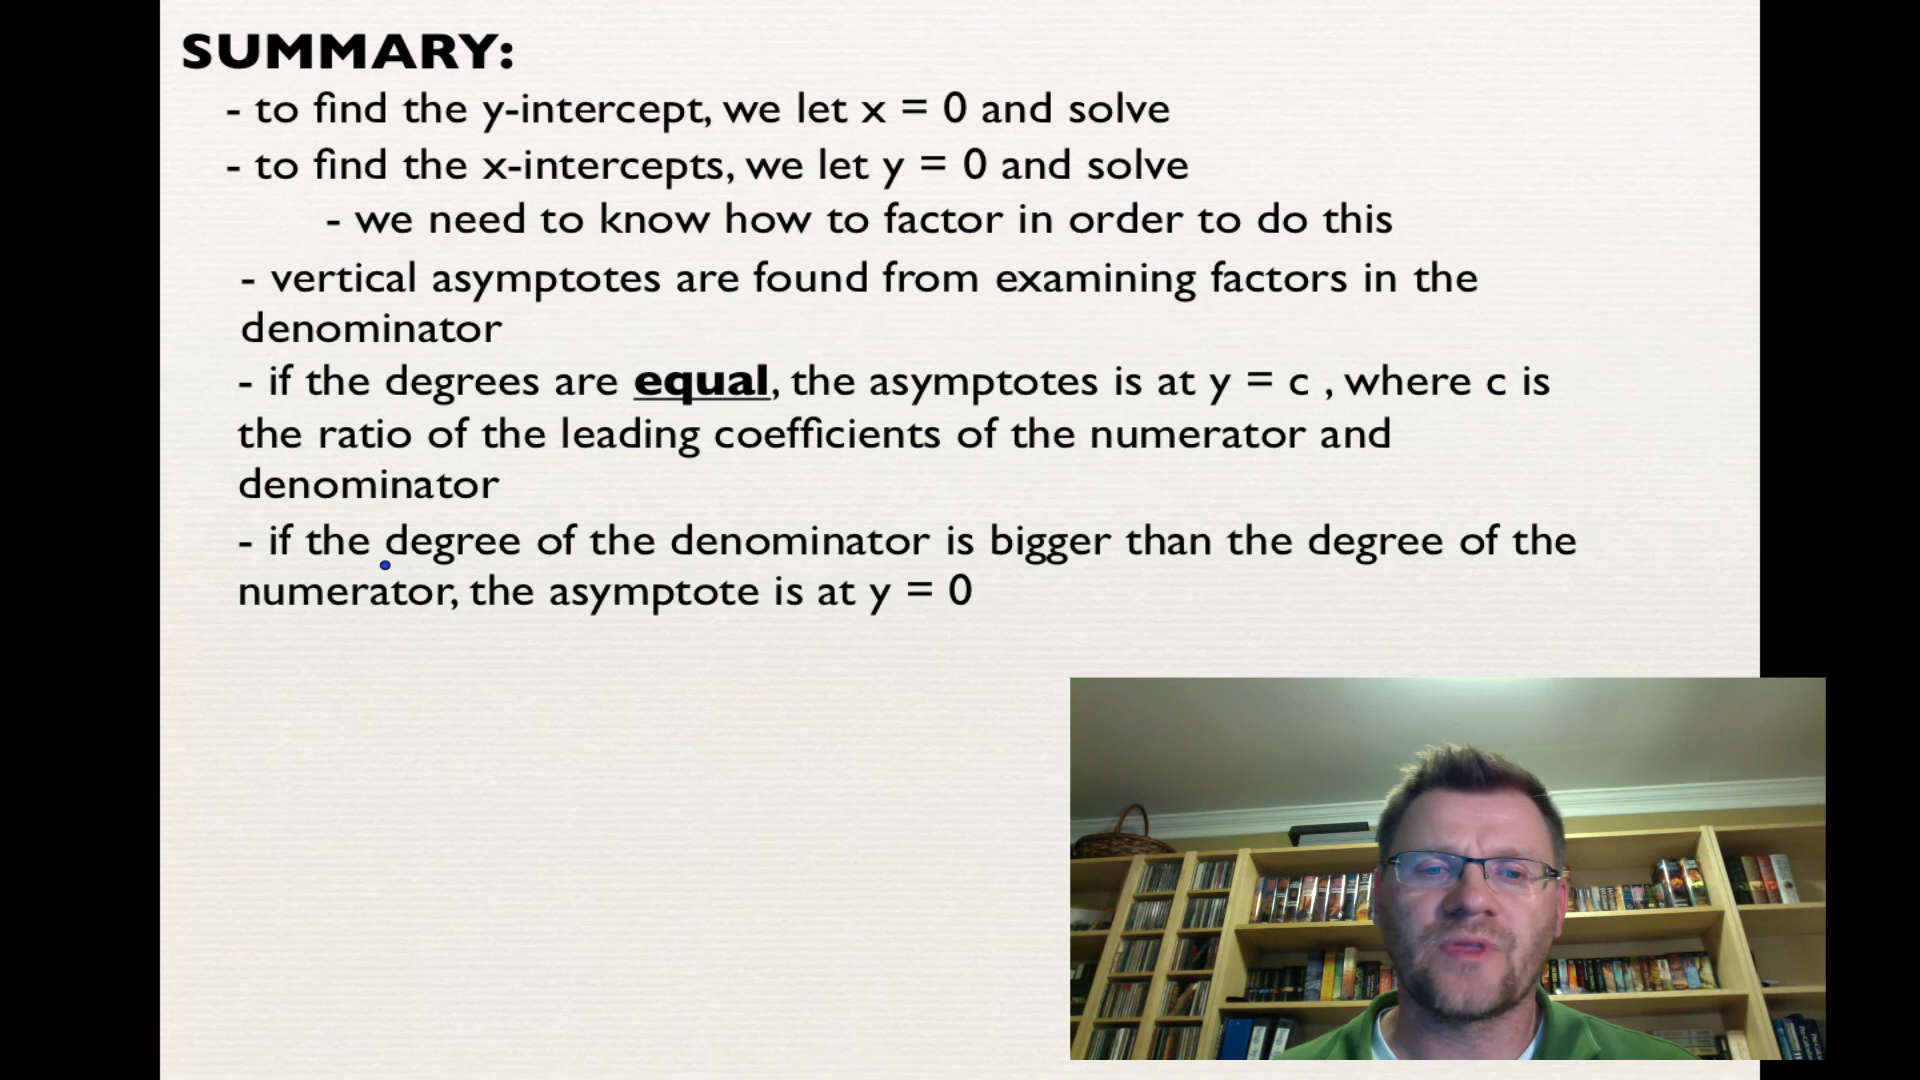 SUMMARY:
- to find the y-intercept, we let x = 0 and solve
- to find the x-intercepts, we let y = 0 and solve
- we need to know how to factor in order to do this
- vertical asymptotes are found from examining factors in the
denominator
- if the degrees are equal, the asymptotes is at y = c , where c is
the ratio of the leading coefficients of the numerator and
denominator
- if the degree of the denominator is bigger than the degree of the
numerator, the asymptote is at y = 0